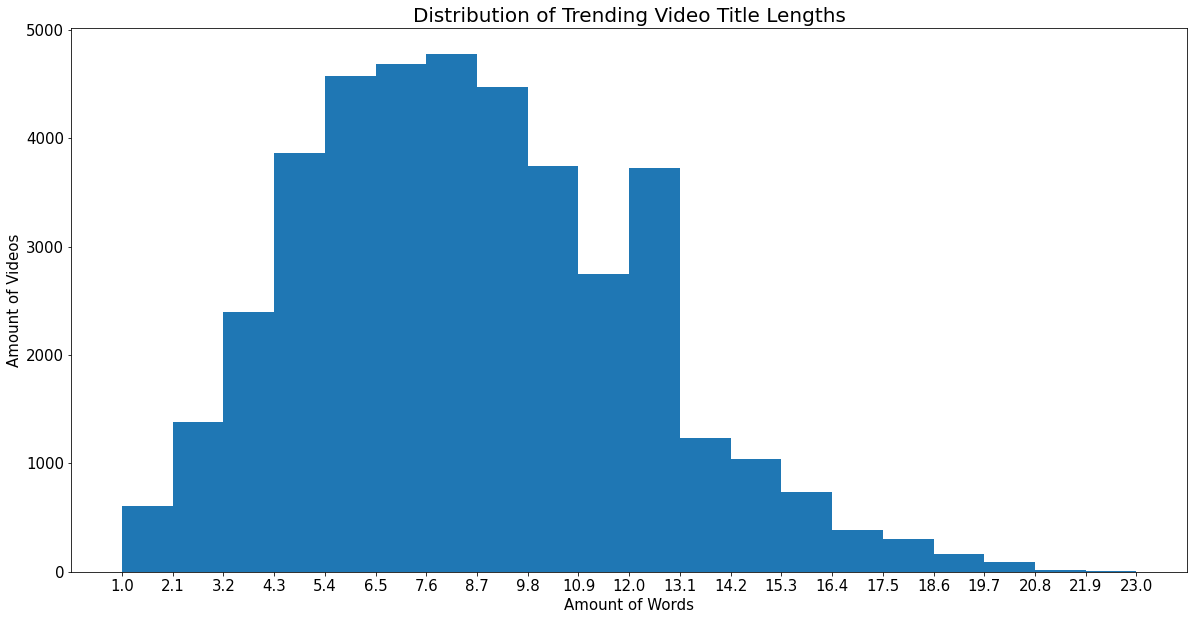 Distribution of Trending Video Title Lengths
5000
4000
3000
2000
1000
0
Amount of Videos
1.0 2.1 3.2 4.3 5.4 6.5 7.6 8.7 9.8 10.9 12.0 13.1 14.2 15.3 16.4 17.5 18.6 19.7 20.8 21.9 23.0
Amount of Words